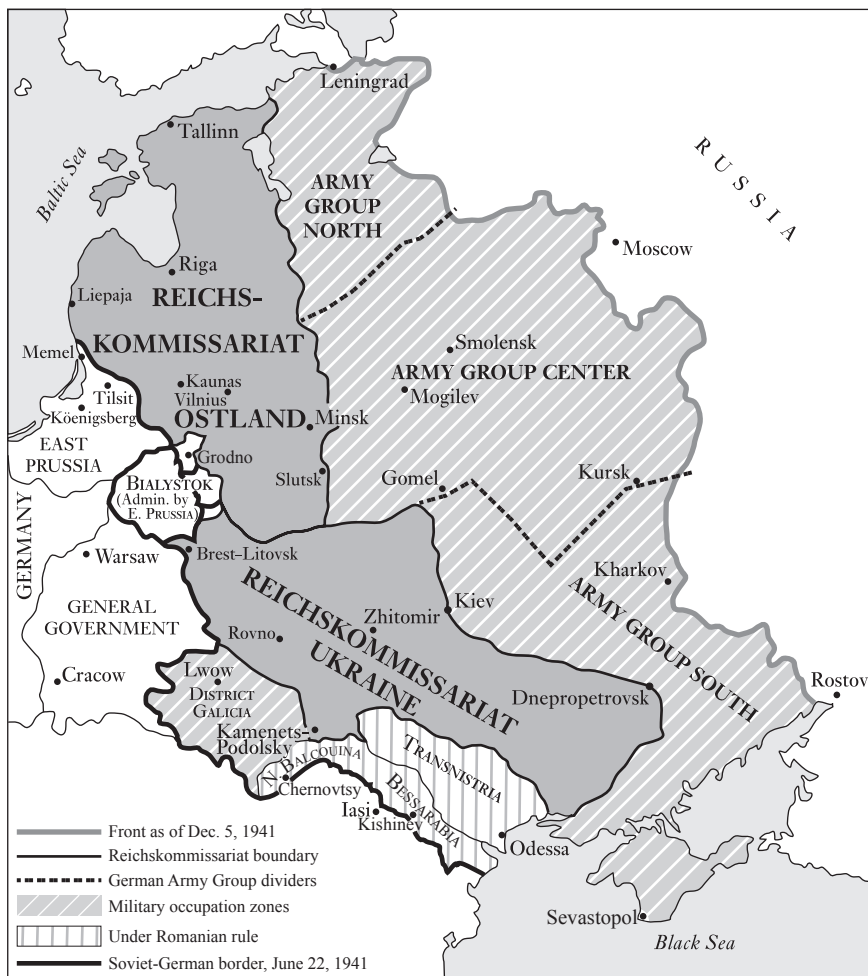 Leningrad
Tallinn
Baltic Sea
ARMY
GROUP
NORTH
RUSSIA
Moscow
Riga
Liepaja
REICHS-
KOMMISSARIAT
OSTLAND
Memel
Smolensk
ARMY GROUP CENTER
Mogilev
Kaunas
Vilnius
Tilsit
Köenigsberg
Minsk
EAST
PRUSSIA
Grodno
Slutsk
Gomel
Kursk
BIALYSTOK
(Admin. by
E. PRUSSIA)
GERMANY
Warsaw
Brest–Litovsk
Kharkov
GENERAL
GOVERNMENT
REICHSKOMMISSARIAT
UKRAINE
Zhitomir
Kiev
Rovno
ARMY GROUP SOUTH
Cracow
Lwow
DISTRICT
GALICIA
Dnepropetrovsk
Rostov
Kamenets-
Podolsky
N. BALCOUINA
TRANSNISTRIA
Chernovtsy
BESSARABIA
Iasi
Kishinev
Odessa
Sevastopol
Black Sea
Front as of Dec. 5, 1941
Reichskommissariat boundary
German Army Group dividers
Military occupation zones
Under Romanian rule
Soviet-German border, June 22, 1941